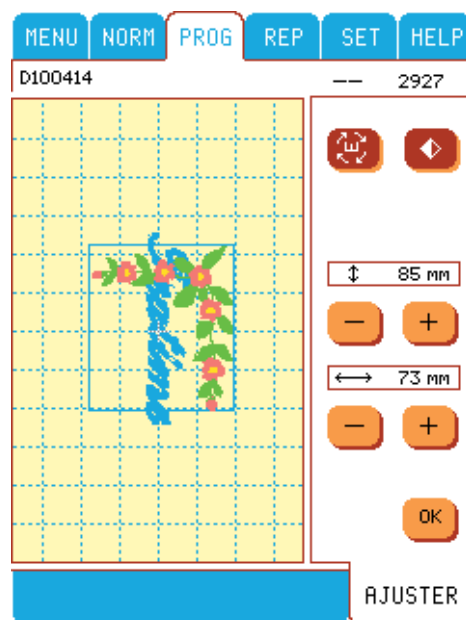 MENU NORM PROG REP SET HELP
D100414 -- 2927
85 MM
− +
73 MM
− +
OK
AJUSTER